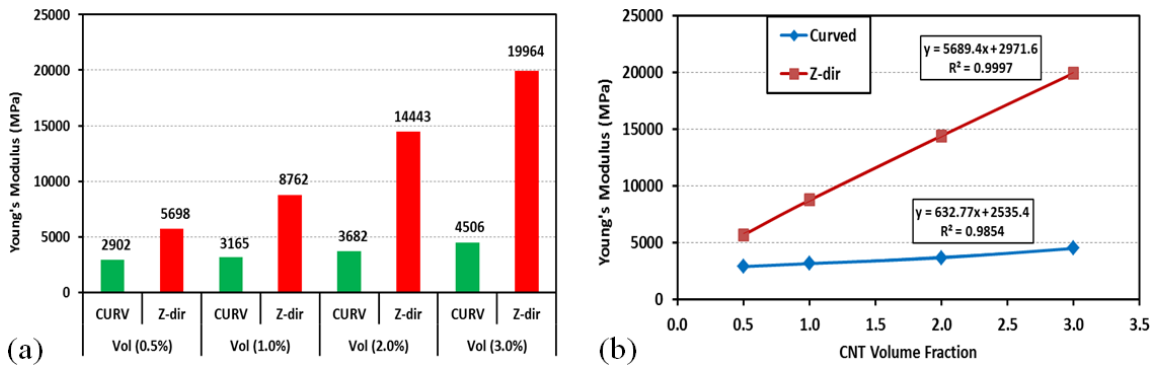 25000
20000
15000
10000
5000
0
Young's Modulus (MPa)
2902
5698
3165
8762
3682
14443
4506
19964
CURV Z-dir CURV Z-dir CURV Z-dir CURV Z-dir
Vol (0.5%) Vol (1.0%) Vol (2.0%) Vol (3.0%)
(a)
25000
20000
15000
10000
5000
0
Young's Modulus (MPa)
Curved
Z-dir
y = 5689.4x+2971.6
R² = 0.9997
y = 632.77x+2535.4
R² = 0.9854
0.0 0.5 1.0 1.5 2.0 2.5 3.0 3.5
CNT Volume Fraction
(b)